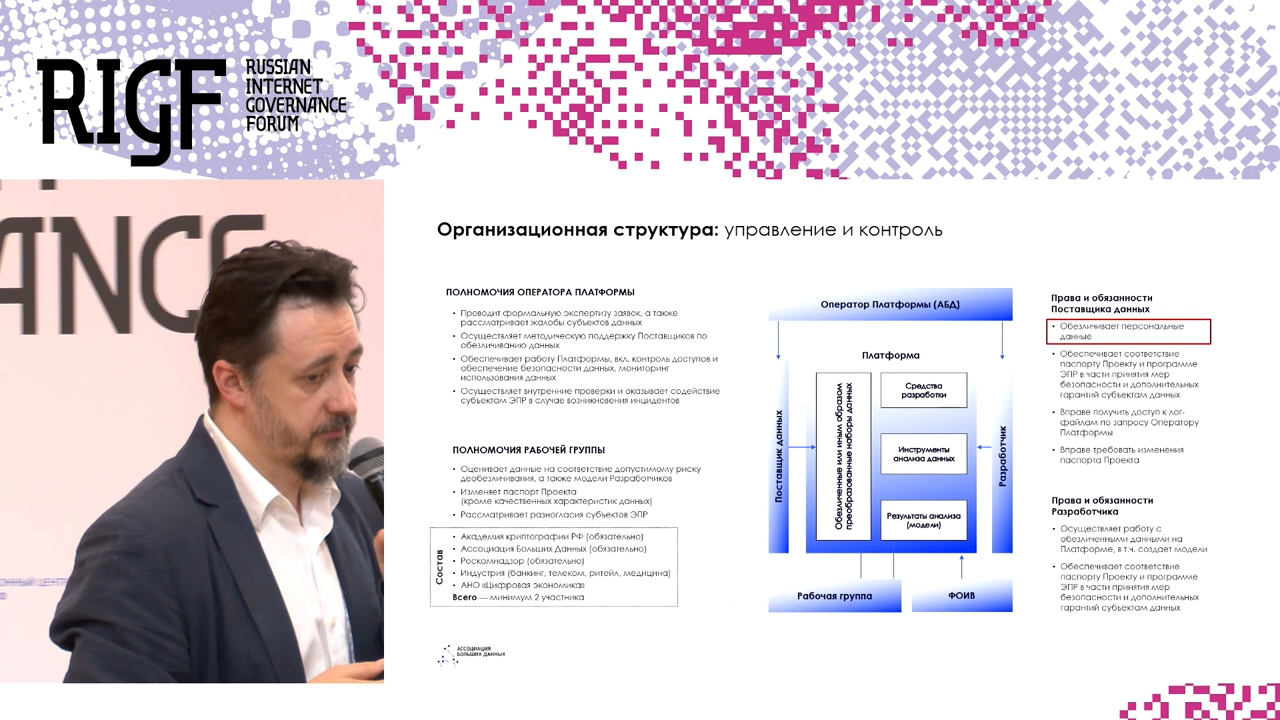 RIGF
RUSSIAN
INTERNET
GOVERNANCE
FORUM
ANCE
Организационная структура: управление и контроль
ПОЛНОМОЧИЯ ОПЕРАТОРА ПЛАТФОРМЫ
• Проводит формальную экспертизу заявок, а также
рассматривает жалобы субъектов данных
• Осуществляет методическую поддержку Поставщиков по
обезличиванию данных
• Обеспечивает работу Платформы, вкл. контроль доступов и
обеспечение безопасности данных, мониторинг
использования данных
• Осуществляет внутренние проверки и оказывает содействие
субъектам ЭПР в случае возникновения инцидентов
ПОЛНОМОЧИЯ РАБОЧЕЙ ГРУППЫ
• Оценивает данные на соответствие допустимому риску
деобезличивания, а также модели Разработчиков
• Изменяет паспорт Проекта
(кроме качественных характеристик данных)
• Рассматривает разногласия субъектов ЭПР
Состав
• Академия криптографии РФ (обязательно)
• Ассоциация Больших Данных (обязательно)
• Роскомнадзор (обязательно)
• Индустрия (банкинг, телеком, ритейл, медицина)
• АНО «Цифровая экономика»
Всего — минимум 2 участника
Оператор Платформы (АБД)
Платформа
Поставщик данных
Обезличенные или иным образом
преобразованные наборы данных
Средства
разработки
Инструменты
анализа данных
Результаты анализа
(модели)
Разработчик
Рабочая группа
ФОИВ
Права и обязанности
Поставщика данных
• Обезличивает персональные
данные
• Обеспечивает соответствие
паспорту Проекту и программе
ЭПР в части принятия мер
безопасности и дополнительных
гарантий субъектам данных
• Вправе получить доступ к лог-
файлам по запросу Оператору
Платформы
• Вправе требовать изменения
паспорта Проекта
Права и обязанности
Разработчика
• Осуществляет работу с
обезличенными данными на
Платформе, в т.ч. создает модели
• Обеспечивает соответствие
паспорту Проекту и программе
ЭПР в части принятия мер
безопасности и дополнительных
гарантий субъектам данных
АССОЦИАЦИЯ
БОЛЬШИХ ДАННЫХ